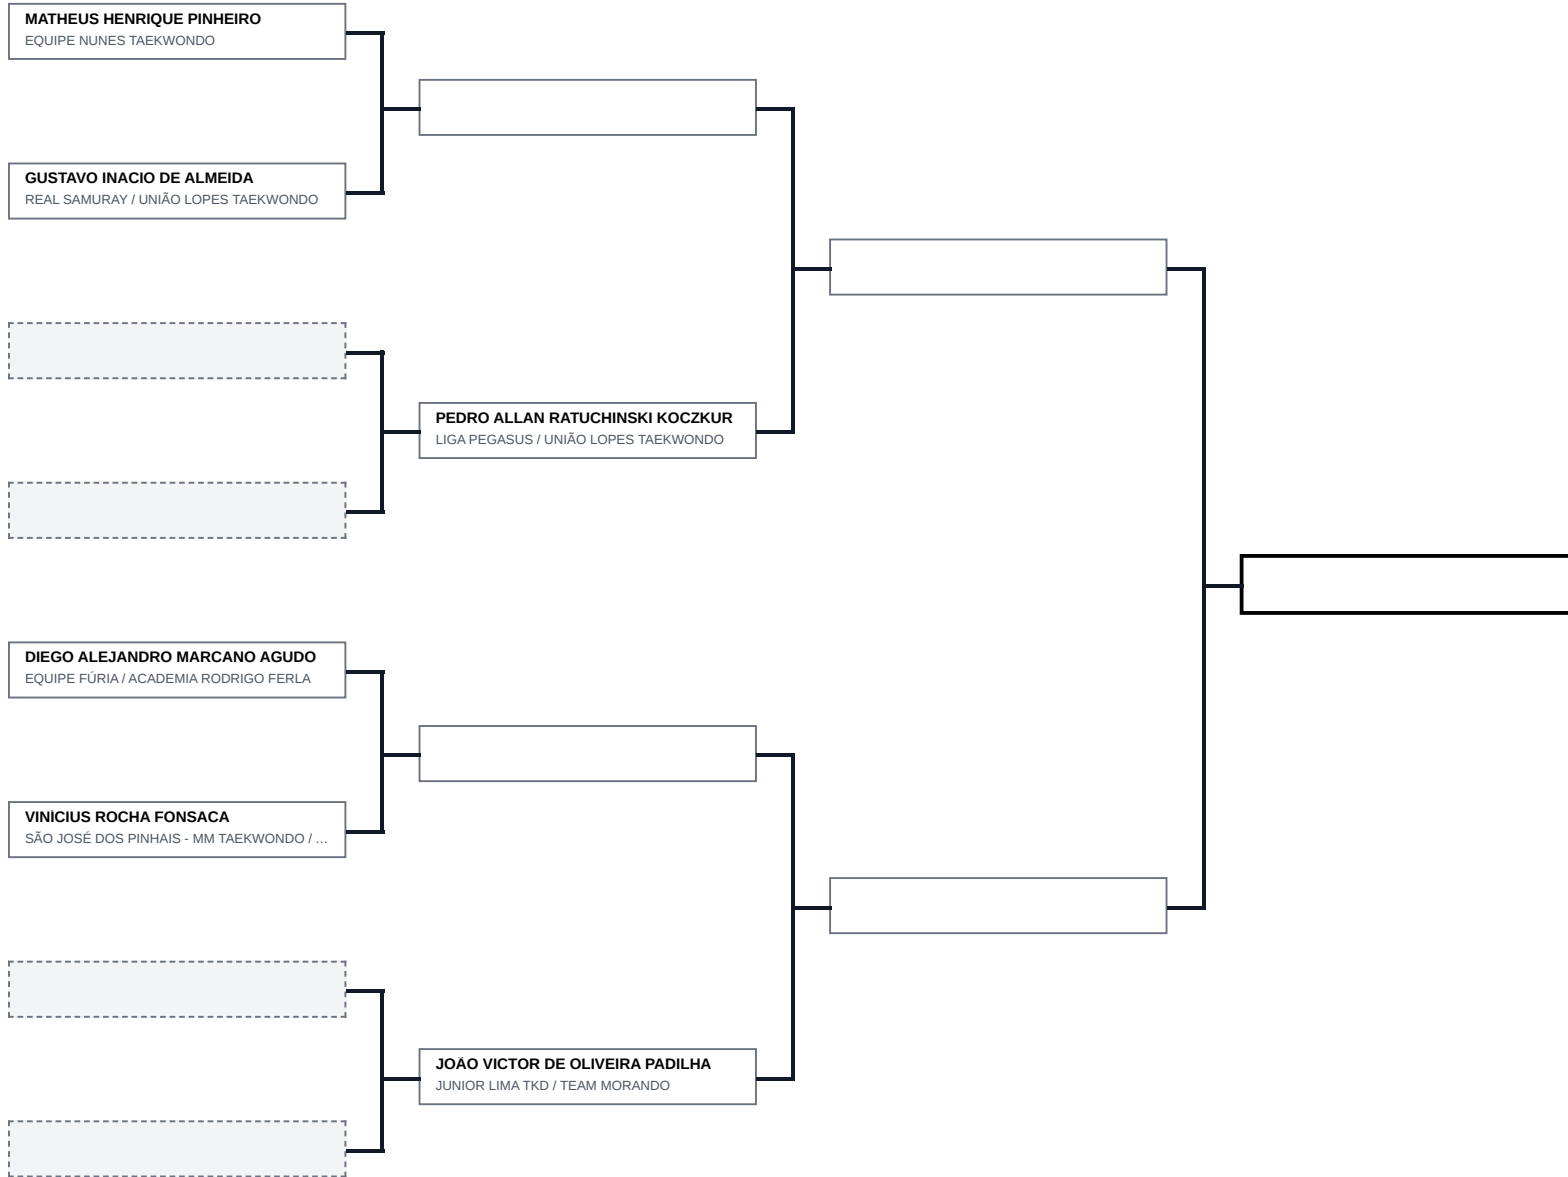 MATHEUS HENRIQUE PINHEIRO
EQUIPE NUNES TAEKWONDO
GUSTAVO INACIO DE ALMEIDA
REAL SAMURAY / UNIÃO LOPES TAEKWONDO
PEDRO ALLAN RATUCHINSKI KOCZKUR
LIGA PEGASUS / UNIÃO LOPES TAEKWONDO
DIEGO ALEJANDRO MARCANO AGUDO
EQUIPE FÚRIA / ACADEMIA RODRIGO FERLA
VINÍCIUS ROCHA FONSACA
SÃO JOSÉ DOS PINHAIS - MM TAEKWONDO / ...
JOÃO VICTOR DE OLIVEIRA PADILHA
JUNIOR LIMA TKD / TEAM MORANDO